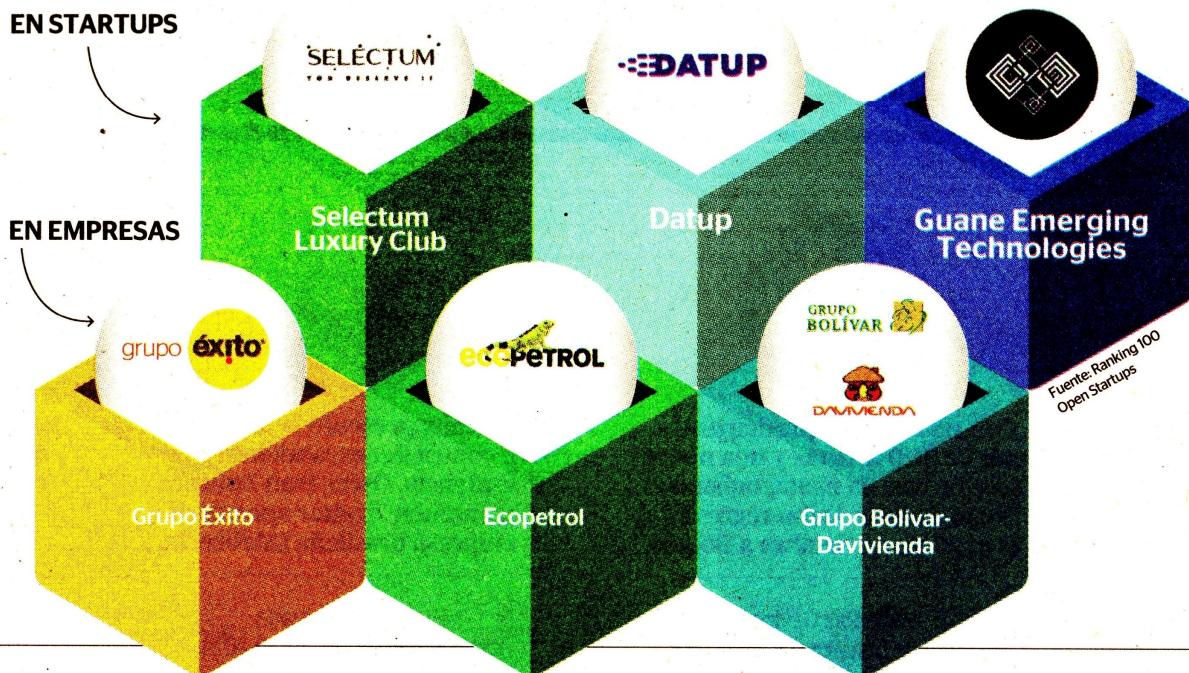 EN STARTUPS
SELECTUM
YOU DESERVE IT
DATUP
Selectum
Luxury Club
Datup
Guane Emerging
Technologies
EN EMPRESAS
grupo éxito
ecopetrol
GRUPO
BOLÍVAR
DAVIVIENDA
Fuente: Ranking 100
Open Startups
Grupo Éxito
Ecopetrol
Grupo Bolívar-
Davivienda